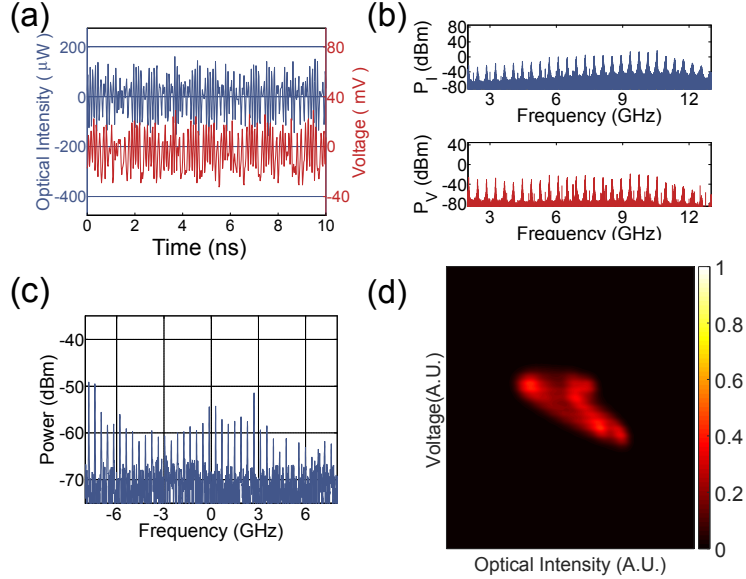 (a)
200
0
-200
-400
Optical Intensity ( μW )
80
40
0
-40
Voltage ( mV )
0 2 4 6 8 10
Time (ns)
(b)
80
40
0
-40
-80
P_I (dBm)
3 6 9 12
Frequency (GHz)
40
0
-40
-80
P_V (dBm)
3 6 9 12
Frequency (GHz)
(c)
-40
-50
-60
-70
Power (dBm)
-6 -3 0 3 6
Frequency (GHz)
(d)
Voltage(A.U.)
Optical Intensity (A.U.)
1
0.8
0.6
0.4
0.2
0